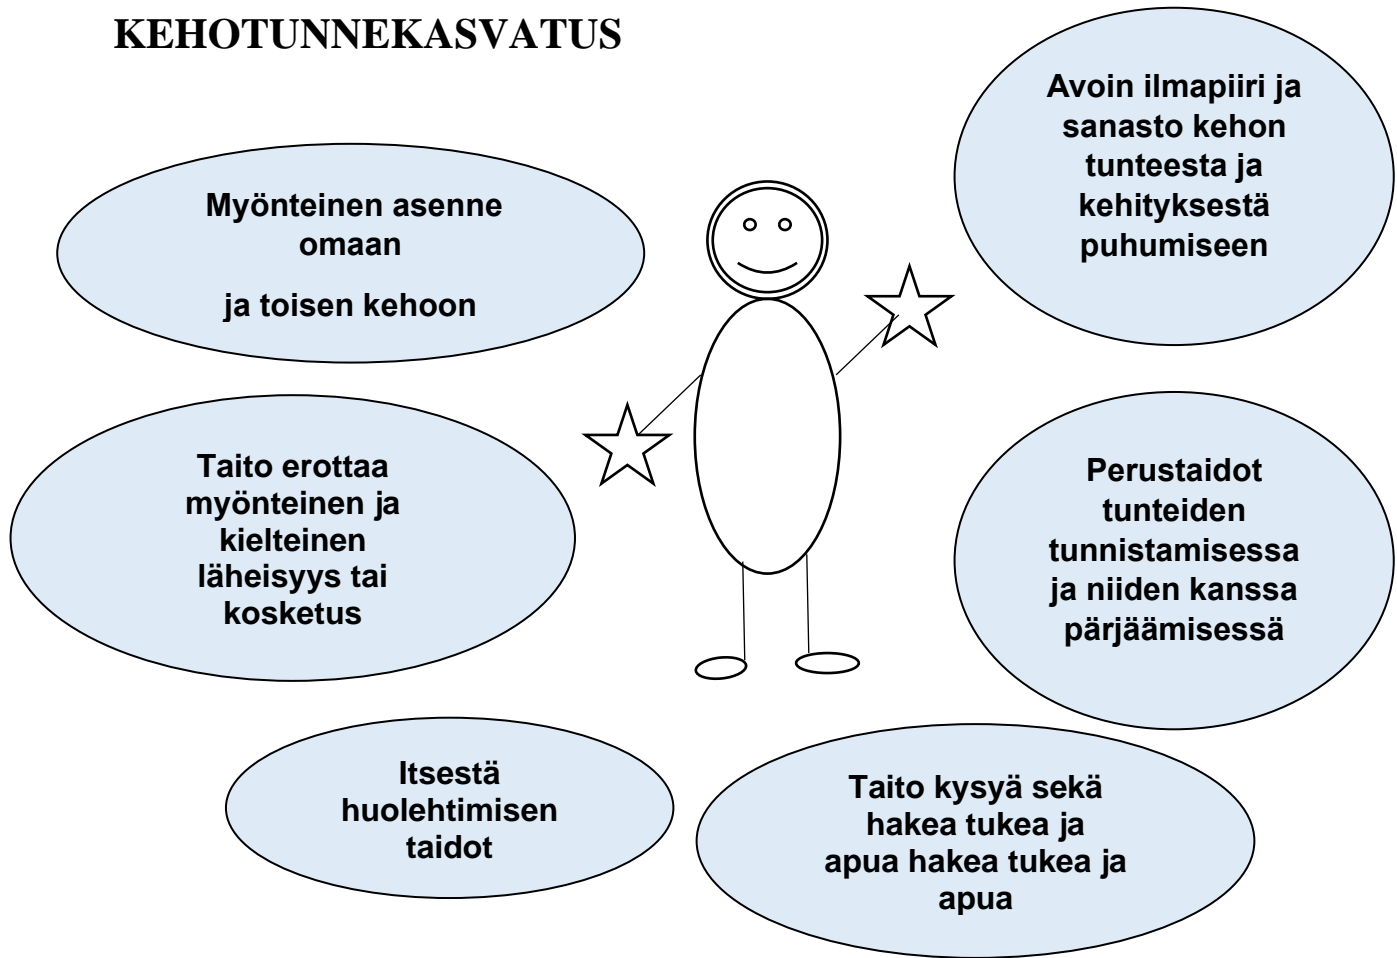 KEHOTUNNEKASVATUS
Myönteinen asenne
omaan
ja toisen kehoon
Avoin ilmapiiri ja
sanasto kehon
tunteesta ja
kehityksestä
puhumiseen
Taito erottaa
myönteinen ja
kielteinen
läheisyys tai
kosketus
Perustaidot
tunteiden
tunnistamisessa
ja niiden kanssa
pärjäämisessä
Itsestä
huolehtimisen
taidot
Taito kysyä sekä
hakea tukea ja
apua hakea tukea ja
apua